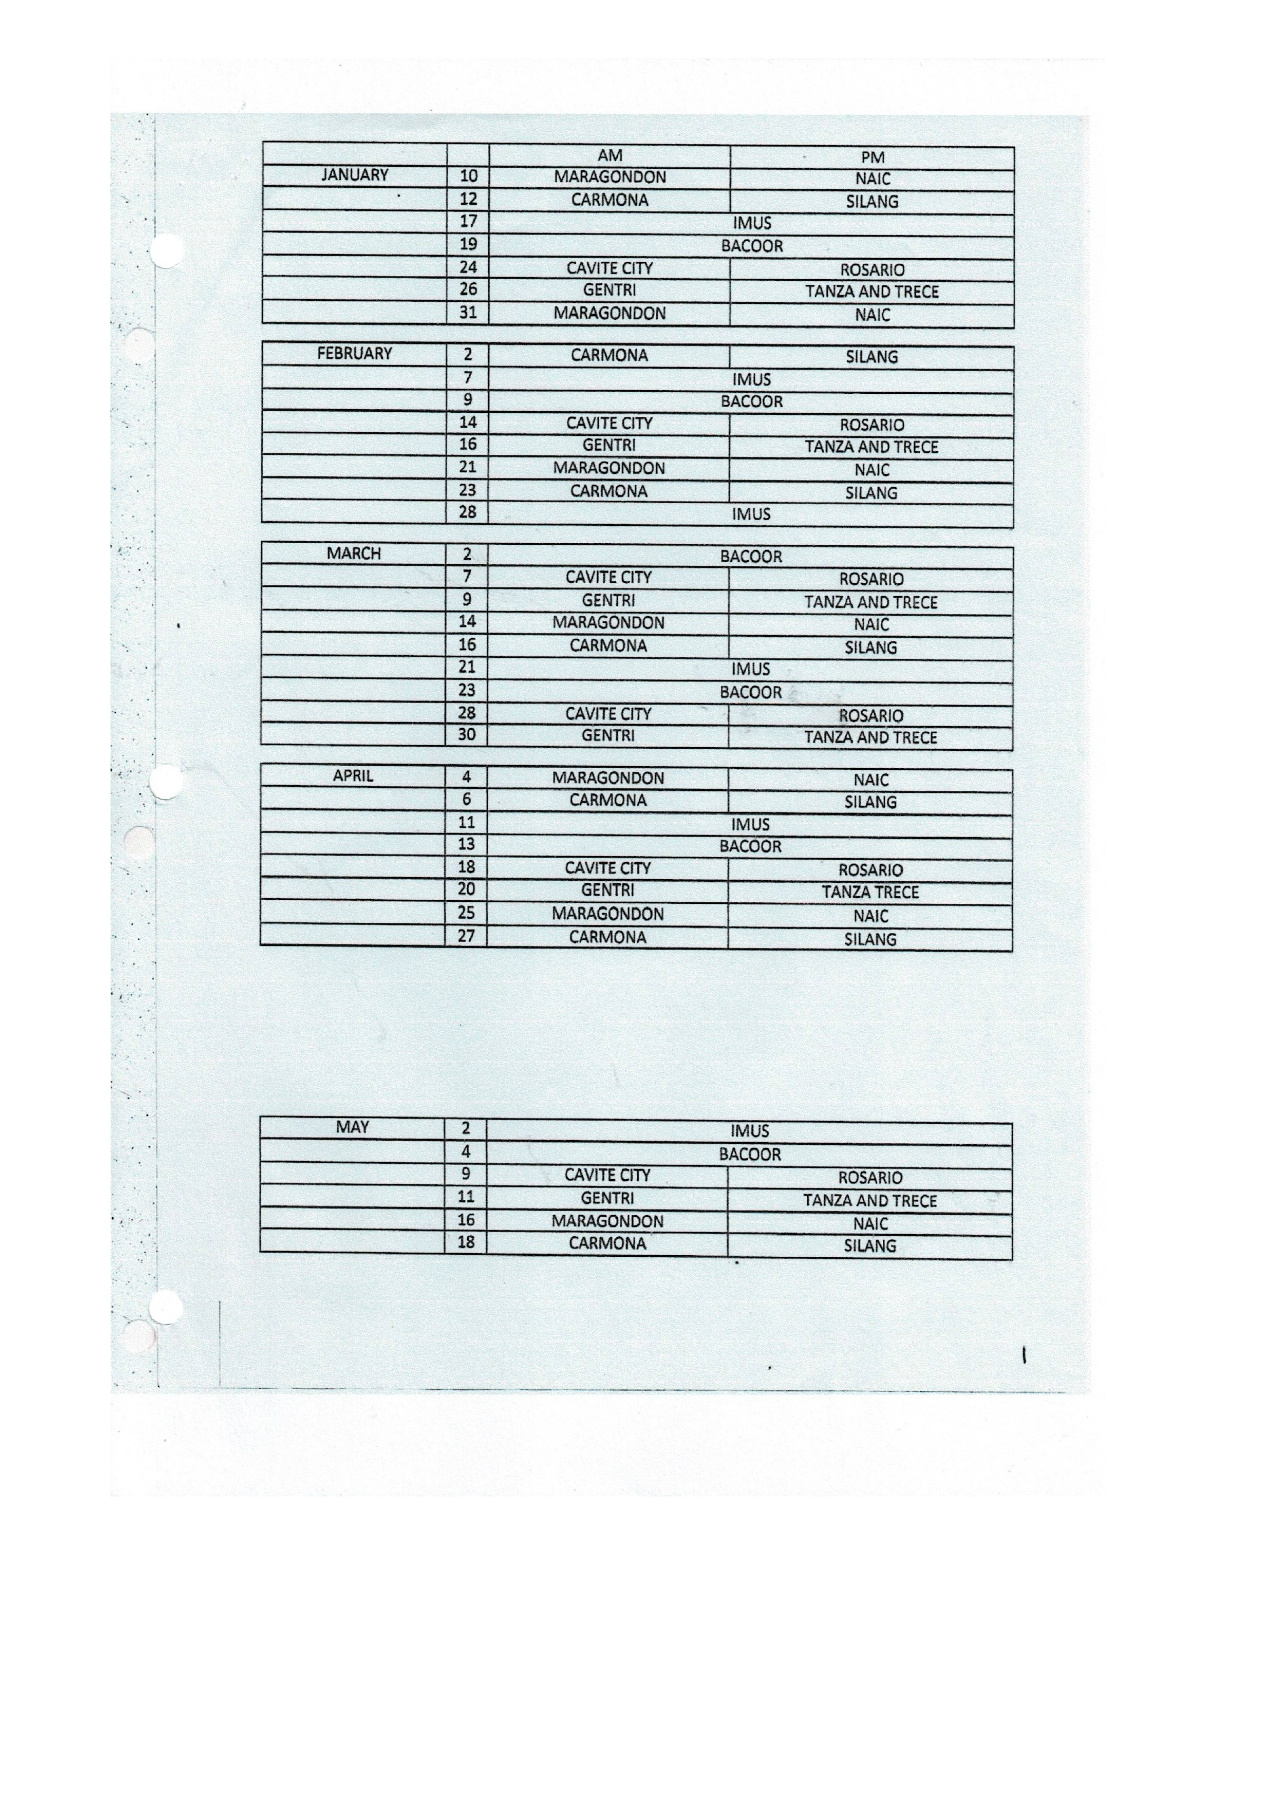 AM PM
JANUARY 10 MARAGONDON NAIC
12 CARMONA SILANG
17 IMUS
19 BACOOR
24 CAVITE CITY ROSARIO
26 GENTRI TANZA AND TRECE
31 MARAGONDON NAIC
FEBRUARY 2 CARMONA SILANG
7 IMUS
9 BACOOR
14 CAVITE CITY ROSARIO
16 GENTRI TANZA AND TRECE
21 MARAGONDON NAIC
23 CARMONA SILANG
28 IMUS
MARCH 2 BACOOR
7 CAVITE CITY ROSARIO
9 GENTRI TANZA AND TRECE
14 MARAGONDON NAIC
16 CARMONA SILANG
21 IMUS
23 BACOOR
28 CAVITE CITY ROSARIO
30 GENTRI TANZA AND TRECE
APRIL 4 MARAGONDON NAIC
6 CARMONA SILANG
11 IMUS
13 BACOOR
18 CAVITE CITY ROSARIO
20 GENTRI TANZA TRECE
25 MARAGONDON NAIC
27 CARMONA SILANG
MAY 2 IMUS
4 BACOOR
9 CAVITE CITY ROSARIO
11 GENTRI TANZA AND TRECE
16 MARAGONDON NAIC
18 CARMONA SILANG